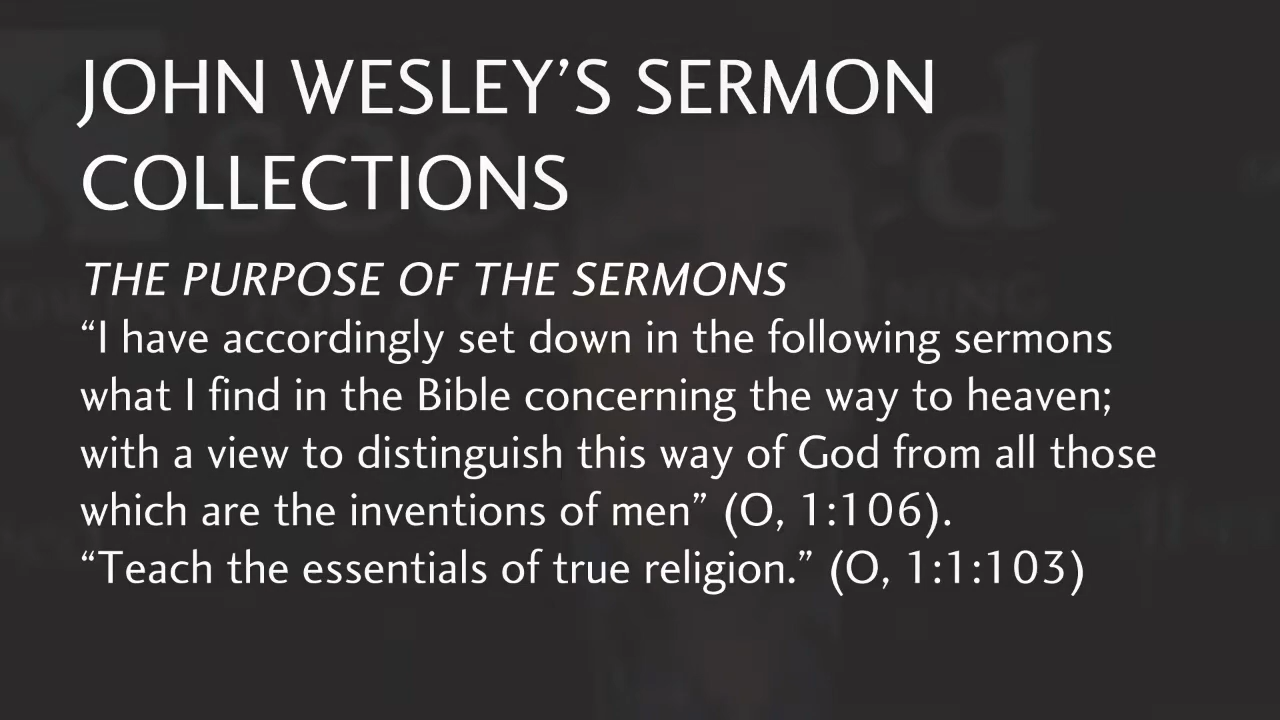 JOHN WESLEY’S SERMON
COLLECTIONS
THE PURPOSE OF THE SERMONS
“I have accordingly set down in the following sermons
what I find in the Bible concerning the way to heaven;
with a view to distinguish this way of God from all those
which are the inventions of men” (O, 1:106).
“Teach the essentials of true religion.” (O, 1:1:103)